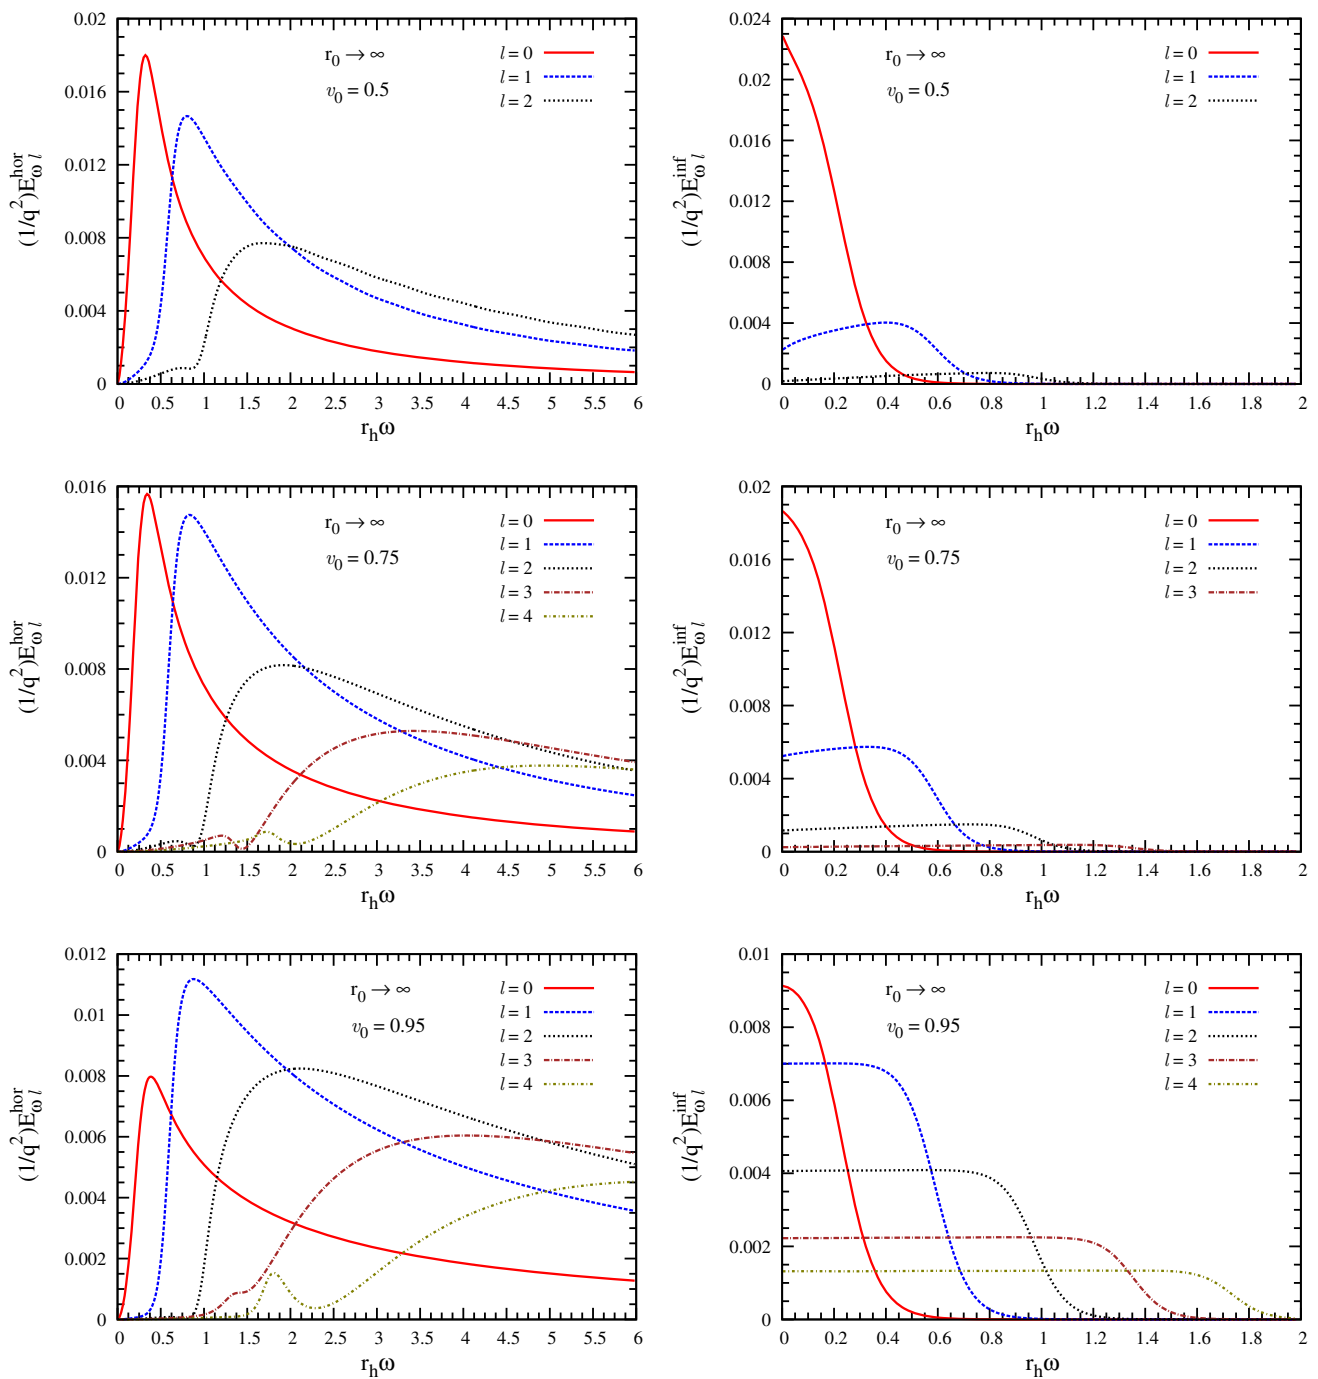 (1/q²)E^hor_ω l
0.02
0.016
0.012
0.008
0.004
0
r₀ → ∞
v₀ = 0.5
l = 0
l = 1
l = 2
0 0.5 1 1.5 2 2.5 3 3.5 4 4.5 5 5.5 6
r_hω
(1/q²)E^inf_ω l
0.024
0.02
0.016
0.012
0.008
0.004
0
r₀ → ∞
v₀ = 0.5
l = 0
l = 1
l = 2
0 0.2 0.4 0.6 0.8 1 1.2 1.4 1.6 1.8 2
r_hω
(1/q²)E^hor_ω l
0.016
0.012
0.008
0.004
0
r₀ → ∞
v₀ = 0.75
l = 0
l = 1
l = 2
l = 3
l = 4
0 0.5 1 1.5 2 2.5 3 3.5 4 4.5 5 5.5 6
r_hω
(1/q²)E^inf_ω l
0.02
0.016
0.012
0.008
0.004
0
r₀ → ∞
v₀ = 0.75
l = 0
l = 1
l = 2
l = 3
0 0.2 0.4 0.6 0.8 1 1.2 1.4 1.6 1.8 2
r_hω
(1/q²)E^hor_ω l
0.012
0.01
0.008
0.006
0.004
0.002
0
r₀ → ∞
v₀ = 0.95
l = 0
l = 1
l = 2
l = 3
l = 4
0 0.5 1 1.5 2 2.5 3 3.5 4 4.5 5 5.5 6
r_hω
(1/q²)E^inf_ω l
0.01
0.008
0.006
0.004
0.002
0
r₀ → ∞
v₀ = 0.95
l = 0
l = 1
l = 2
l = 3
l = 4
0 0.2 0.4 0.6 0.8 1 1.2 1.4 1.6 1.8 2
r_hω